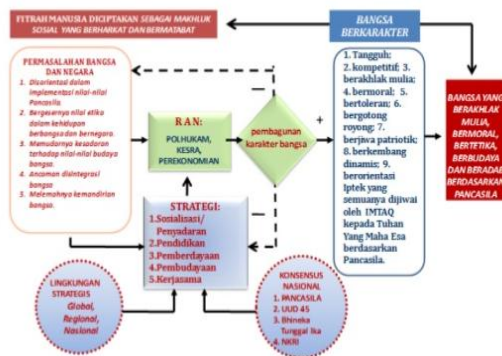 FITRAH MANUSIA DICIPTAKAN SEBAGAI MAKHLUK
SOSIAL YANG BERHARKAT DAN BERMATABAT
BANGSA
BERKARAKTER
PERMASALAHAN BANGSA
DAN NEGARA
1. Disorientasi dalam
implementasi nilai-nilai
Pancasila.
2. Bergesernya nilai etika
dalam kehidupan
berbangsa dan bernegara.
3. Memudarnya kesadaran
terhadap nilai-nilai budaya
bangsa.
4. Ancaman disintegrasi
bangsa
5. Melemahnya kemandirian
bangsa.
RAN:
POLHUKAM,
KESRA,
PEREKONOMIAN
pembagunan
karakter bangsa
+
1. Tangguh;
2. kompetitif; 3.
berakhlak mulia;
4. bermoral; 5.
bertoleran; 6.
bergotong
royong; 7.
berjiwa patriotik;
8. berkembang
dinamis; 9.
berorientasi
Iptek yang
semuanya dijiwai
oleh IMTAQ
kepada Tuhan
Yang Maha Esa
berdasarkan
Pancasila.
BANGSA YANG
BERAKHLAK
MULIA,
BERMORAL,
BERTETIKA,
BERBUDAYA
DAN BERADAB
BERDASARKAN
PANCASILA
STRATEGI:
1.Sosialisasi/
Penyadaran
2.Pendidikan
3.Pemberdayaan
4.Pembudayaan
5.Kerjasama
LINGKUNGAN
STRATEGIS
Global,
Regional,
Nasional
KONSENSUS
NASIONAL
1. PANCASILA
2. UUD 45
3. Bhineka
Tunggal Ika
4. NKRI